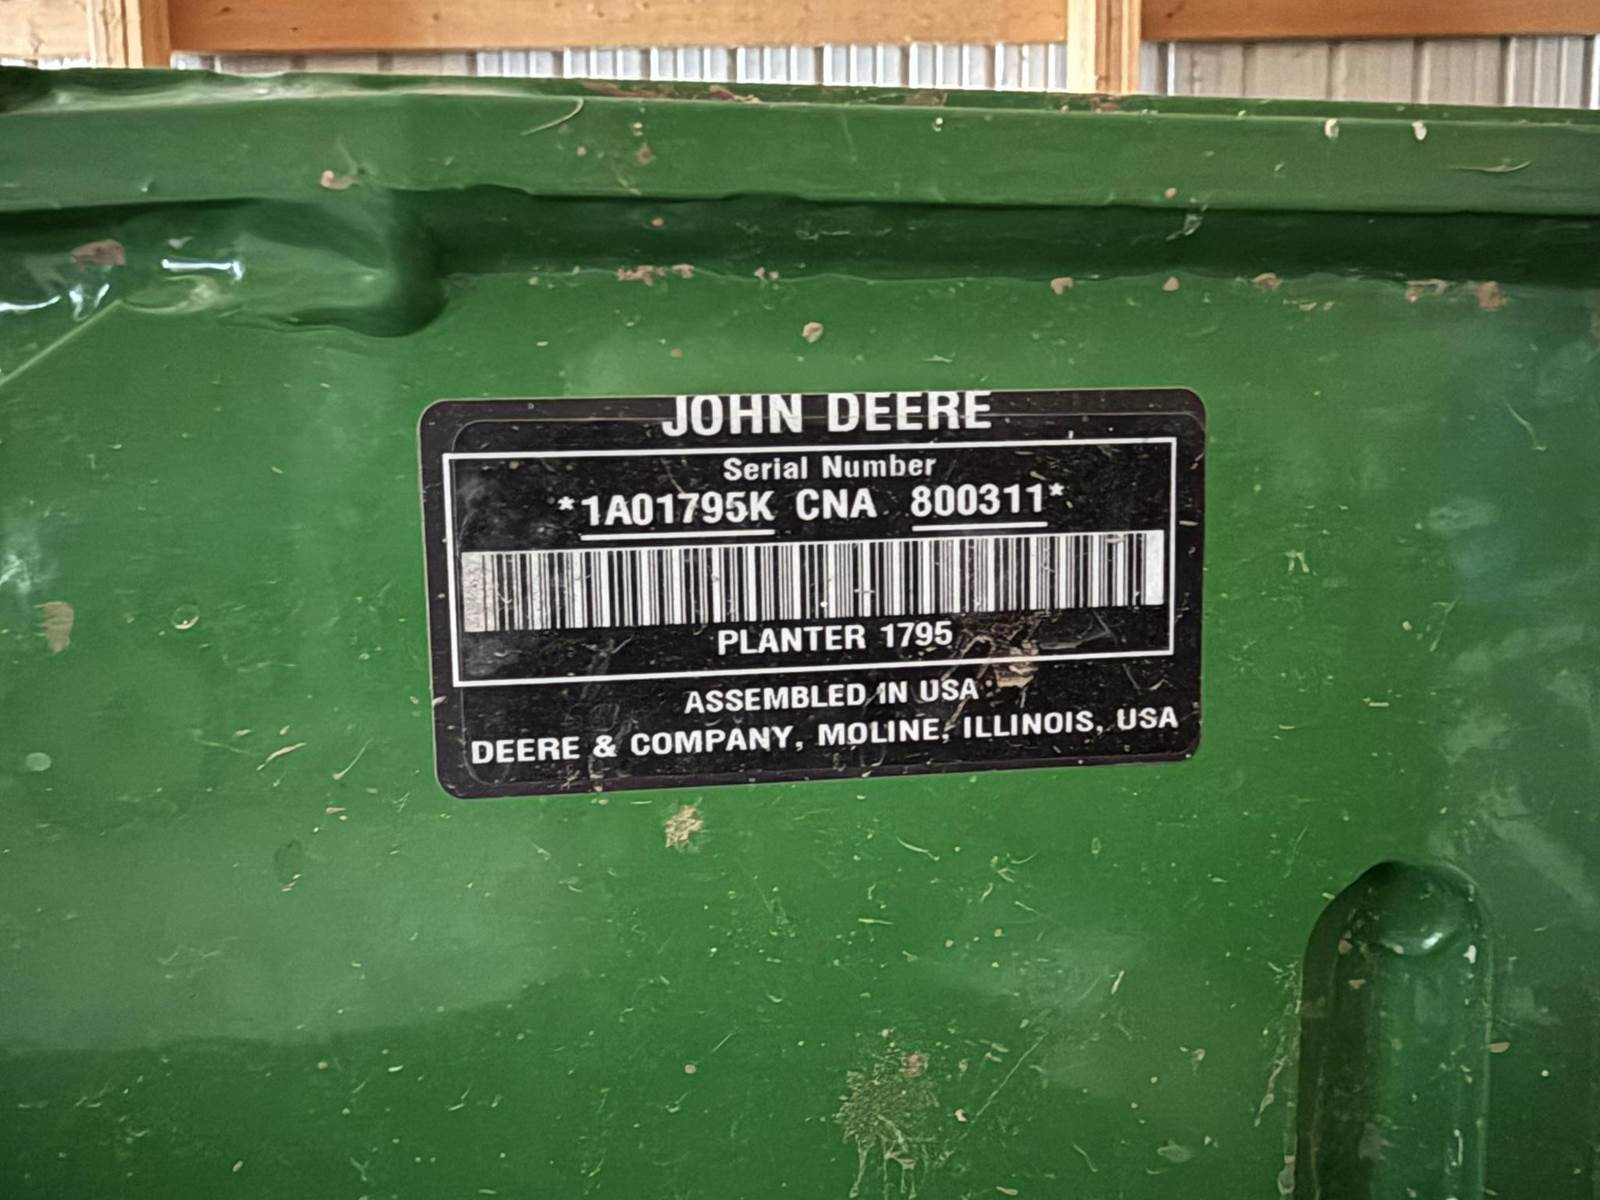 JOHN DEERE
Serial Number
*1A01795K CNA 800311*
PLANTER 1795
ASSEMBLED IN USA
DEERE & COMPANY, MOLINE, ILLINOIS, USA